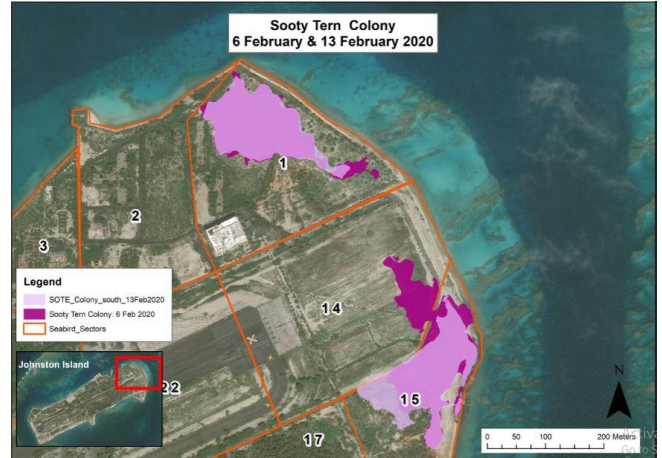 Sooty Tern Colony
6 February & 13 February 2020
1
2
3
14
Legend
SOTE_Colony_south_13Feb2020
Sooty Tern Colony: 6 Feb 2020
Seabird_Sectors
Johnston Island
22
15
17
N
0 50 100 200 Meters